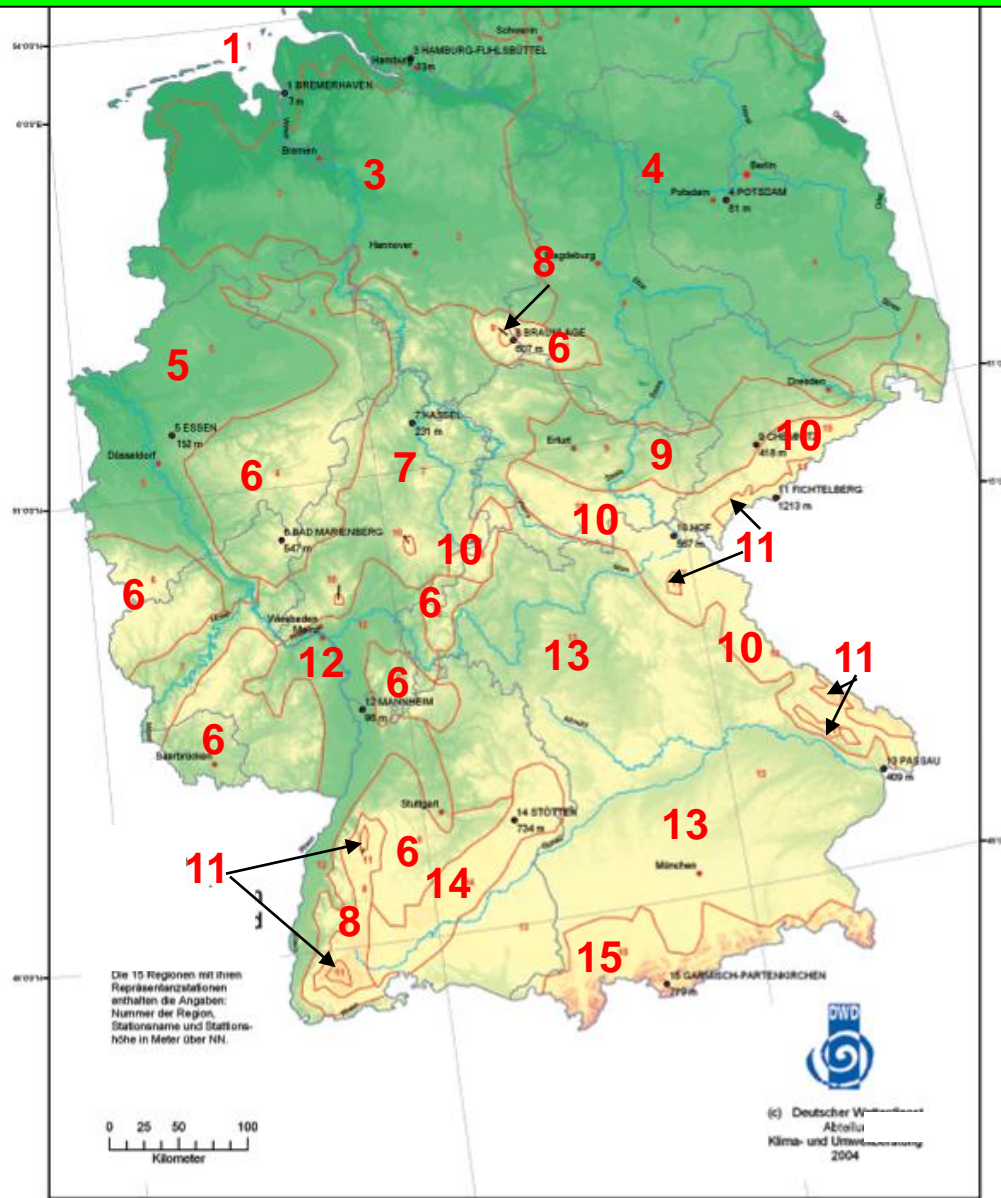 Schwerin
54°0'0"N
1
3 HAMBURG-FUHLSBÜTTEL
Hamburg
1 BREMERHAVEN
7 m
Bremen
3
4
Berlin
Potsdam
4 POTSDAM
81 m
Hannover
8
Elbe
BRAUNLAGE
607 m
6
5
5 ESSEN
152 m
Düsseldorf
7 KASSEL
231 m
Dresden
Erfurt
9
10
418 m
6
7
11 FICHTELBERG
1213 m
10
10 HOF
567 m
6 BAD MARIENBERG
547 m
10
11
6
6
Wiesbaden
Mainz
12
13
10
11
6
12 MANNHEIM
96 m
6
Saarbrücken
13 PASSAU
409 m
Stuttgart
14 STÖTTEN
734 m
13
6
München
11
14
8
15
15 GARMISCH-PARTENKIRCHEN
719 m
Die 15 Regionen mit ihren
Repräsentanzstationen
enthalten die Angaben:
Nummer der Region,
Stationsname und Stations-
höhe in Meter über NN.
DWD
0 25 50 100
Kilometer
(c) Deutscher Wetterdienst
Klima- und Umweltberatung
2004